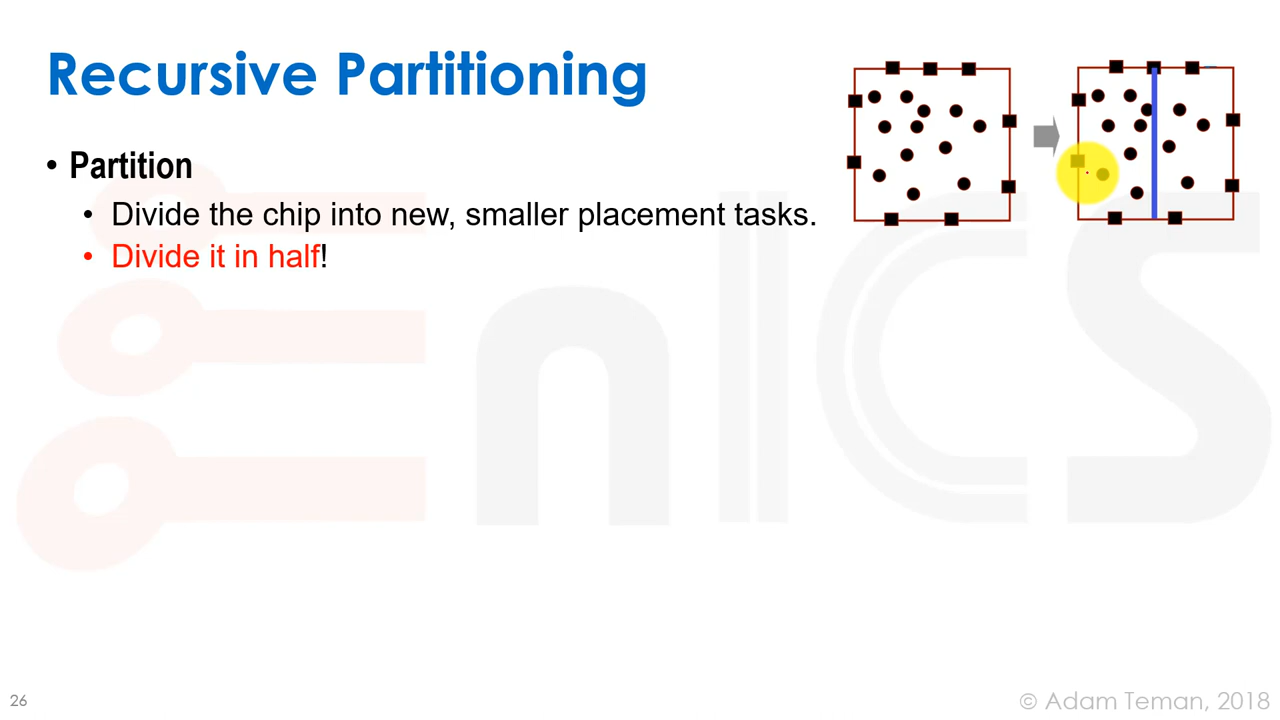 Recursive Partitioning
• Partition
• Divide the chip into new, smaller placement tasks.
• Divide it in half!
nICS
26
© Adam Teman, 2018